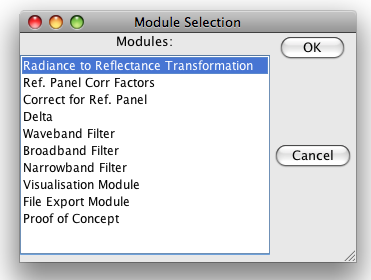 Module Selection
Modules:
OK
Radiance to Reflectance Transformation
Ref. Panel Corr Factors
Correct for Ref. Panel
Delta
Waveband Filter
Broadband Filter
Narrowband Filter
Cancel
Visualisation Module
File Export Module
Proof of Concept